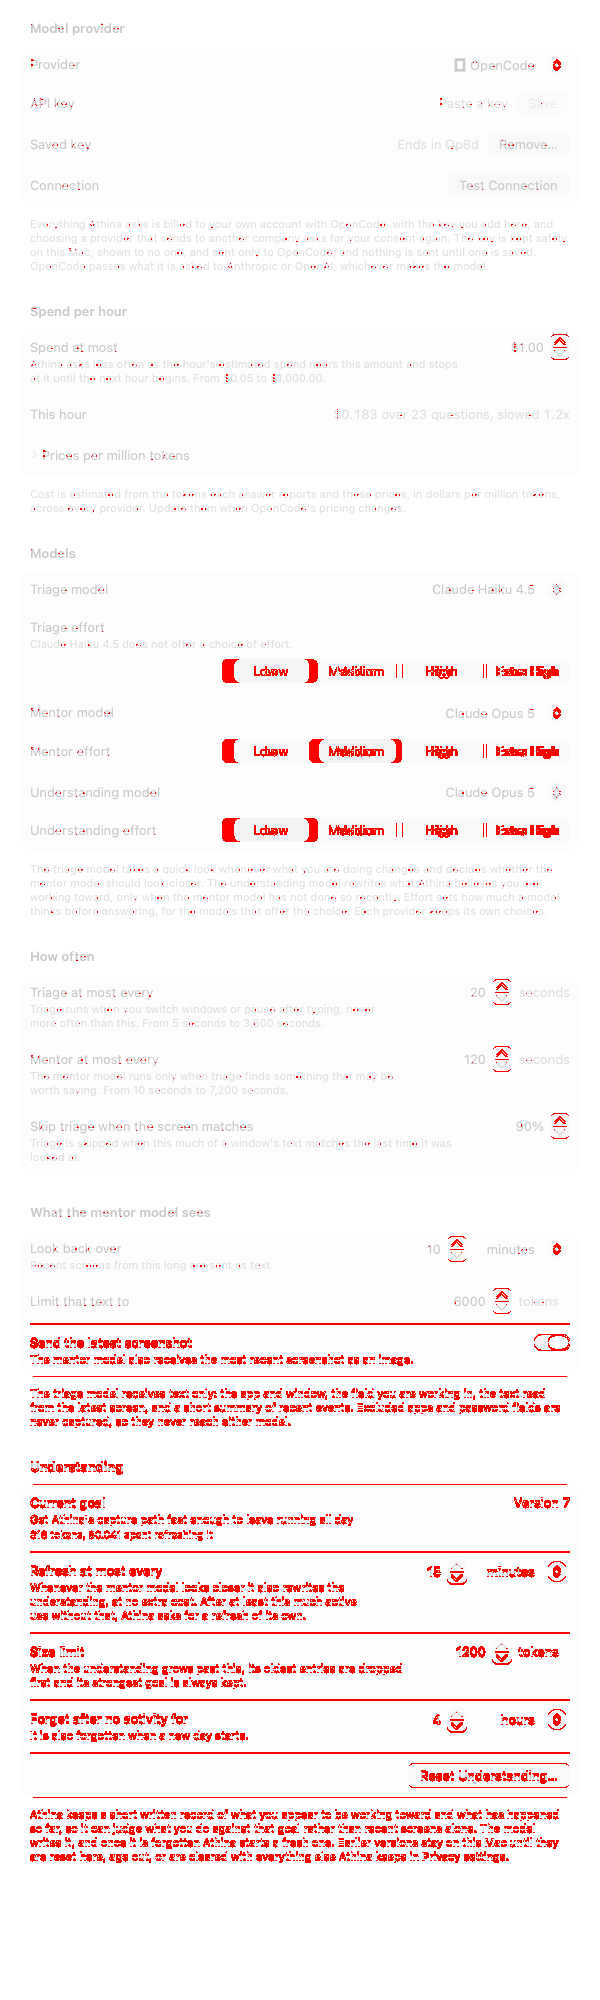 Model provider
Provider
OpenCode
API key
Paste a key
Save
Saved key
Ends in Qp8d
Remove...
Connection
Test Connection
Everything Athina asks is billed to your own account with OpenCode, with the key you add here, and
choosing a provider that sends to another company asks for your consent again. The key is kept safely
on this Mac, shown to no one, and sent only to OpenCode, and nothing is sent until one is saved.
OpenCode passes what it is asked to Anthropic or OpenAI, whichever makes the model.
Spend per hour
Spend at most
$1.00
Athina asks less often as the hour's estimated spend nears this amount and stops
at it until the next hour begins. From $0.05 to $1,000.00.
This hour
$0.183 over 23 questions, slowed 1.2x
Prices per million tokens
Cost is estimated from the tokens each answer reports and these prices, in dollars per million tokens,
across every provider. Update them when OpenCode's pricing changes.
Models
Triage model
Claude Haiku 4.5
Triage effort
Claude Haiku 4.5 does not offer a choice of effort.
Low
Medium
High
Extra High
Mentor model
Claude Opus 5
Mentor effort
Low
Medium
High
Extra High
Understanding model
Claude Opus 5
Understanding effort
Low
Medium
High
Extra High
The triage model takes a quick look whenever what you are doing changes and decides whether the
mentor model should look closer. The understanding model rewrites what Athina believes you are
working toward, only when the mentor model has not done so recently. Effort sets how much a model
thinks before answering, for the models that offer the choice. Each provider keeps its own choices.
How often
Triage at most every
20
seconds
Triage runs when you switch windows or pause after typing, never
more often than this. From 5 seconds to 3,600 seconds.
Mentor at most every
120
seconds
The mentor model runs only when triage finds something that may be
worth saying. From 10 seconds to 7,200 seconds.
Skip triage when the screen matches
90%
Triage is skipped when this much of a window's text matches the last time it was
looked at.
What the mentor model sees
Look back over
10
minutes
Recent screens from this long are sent as text.
Limit that text to
6000
tokens
Send the latest screenshot
The mentor model also receives the most recent screenshot as an image.
The triage model receives text only: the app and window, the field you are working in, the text read
from the latest screen, and a short summary of recent events. Excluded apps and password fields are
never captured, so they never reach either model.
Understanding
Current goal
Version 7
Get Athina's capture path fast enough to leave running all day
tokens, $0.041 spent refreshing it
Refresh at most every
15
minutes
Whenever the mentor model looks closer it also rewrites the
understanding, at no extra cost. After at least this much active
use without that, Athina asks for a refresh of its own.
Size limit
1200
tokens
When the understanding grows past this, its oldest entries are dropped
first and its strongest goal is always kept.
Forget after no activity for
4
hours
It is also forgotten when a new day starts.
Reset Understanding...
Athina keeps a short written record of what you appear to be working toward and what has happened
so far, so it can judge what you do against that goal rather than recent screens alone. The model
writes it, and once it is forgotten Athina starts a fresh one. Earlier versions stay on this Mac until they
are reset here, age out, or are cleared with everything else Athina keeps in Privacy settings.